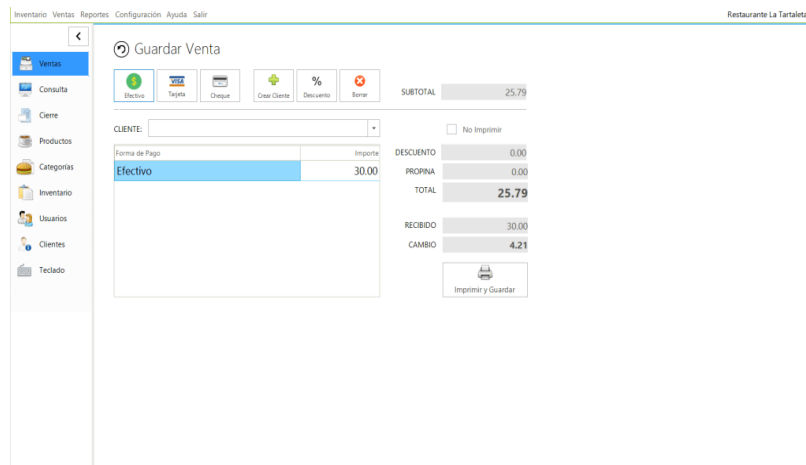 Inventario Ventas Reportes Configuración Ayuda Salir
Restaurante La Tartaleta
Ventas
Consulta
Cierre
Productos
Categorías
Inventario
Usuarios
Clientes
Teclado
Guardar Venta
$ VISA % 
Efectivo Tarjeta Cheque Crear Cliente Descuento Borrar
SUBTOTAL 25.79
CLIENTE:
No Imprimir
Forma de Pago Importe
Efectivo 30.00
DESCUENTO 0.00
PROPINA 0.00
TOTAL 25.79
RECIBIDO 30.00
CAMBIO 4.21
Imprimir y Guardar